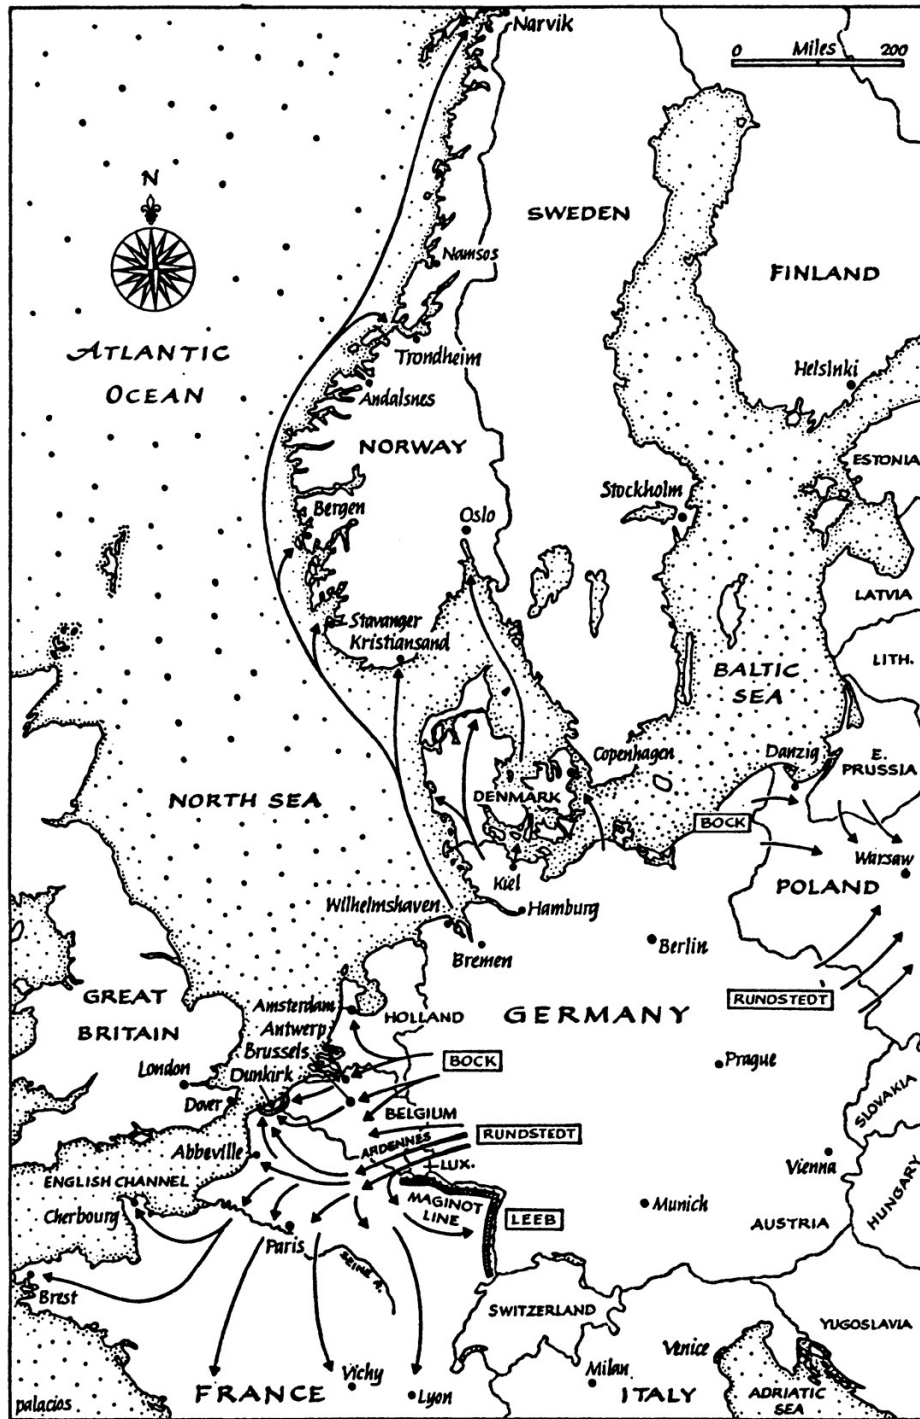 Narvik
0 Miles 200
N
SWEDEN
Namsos
FINLAND
ATLANTIC
OCEAN
Trondheim
Helsinki
Andalsnes
NORWAY
ESTONIA
Stockholm
Bergen
Oslo
LATVIA
Stavanger
Kristiansand
LITH.
BALTIC
SEA
Copenhagen
Danzig
E.
PRUSSIA
NORTH SEA
DENMARK
BOCK
Warsaw
Kiel
POLAND
Wilhelmshaven
Hamburg
Bremen
Berlin
GREAT
BRITAIN
Amsterdam
HOLLAND
GERMANY
RUNDSTEDT
Antwerp
Brussels
Dunkirk
BOCK
London
Prague
Dover
BELGIUM
SLOVAKIA
RUNDSTEDT
ARDENNES
Abbeville
LUX.
Vienna
ENGLISH CHANNEL
MAGINOT
LINE
Cherbourg
LEEB
Munich
AUSTRIA
HUNGARY
Paris
SEINE R.
Brest
SWITZERLAND
YUGOSLAVIA
Venice
Vichy
Milan
palacios
FRANCE
Lyon
ITALY
ADRIATIC
SEA